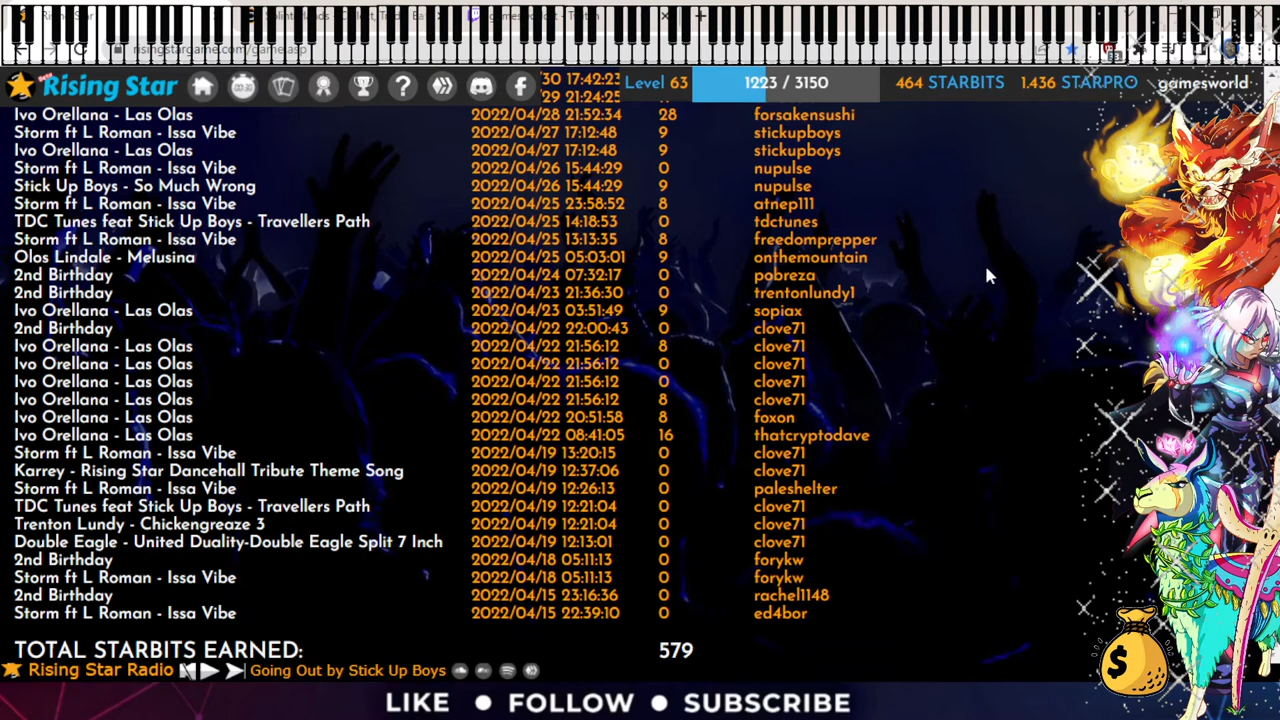 risingstargame.com/game.asp
Rising Star
30 17:42:23
29 21:24:25
Level 63
1223 / 3150
464 STARBITS
1.436 STARPRO
gamesworld
Ivo Orellana - Las Olas 2022/04/28 21:52:34 28 forsakensushi
Storm ft L Roman - Issa Vibe 2022/04/27 17:12:48 9 stickupboys
Ivo Orellana - Las Olas 2022/04/27 17:12:48 9 stickupboys
Storm ft L Roman - Issa Vibe 2022/04/26 15:44:29 0 nupulse
Stick Up Boys - So Much Wrong 2022/04/26 15:44:29 9 nupulse
Storm ft L Roman - Issa Vibe 2022/04/25 23:58:52 8 atnep111
TDC Tunes feat Stick Up Boys - Travellers Path 2022/04/25 14:18:53 0 tdctunes
Storm ft L Roman - Issa Vibe 2022/04/25 13:13:35 8 freedomprepper
Olos Lindale - Melusina 2022/04/25 05:03:01 9 onthemountain
2nd Birthday 2022/04/24 07:32:17 0 pobreza
2nd Birthday 2022/04/23 21:36:30 0 trentonlundy1
Ivo Orellana - Las Olas 2022/04/23 03:51:49 9 sopiax
2nd Birthday 2022/04/22 22:00:43 0 clove71
Ivo Orellana - Las Olas 2022/04/22 21:56:12 8 clove71
Ivo Orellana - Las Olas 2022/04/22 21:56:12 0 clove71
Ivo Orellana - Las Olas 2022/04/22 21:56:12 0 clove71
Ivo Orellana - Las Olas 2022/04/22 21:56:12 8 clove71
Ivo Orellana - Las Olas 2022/04/22 20:51:58 8 foxon
Ivo Orellana - Las Olas 2022/04/22 08:41:05 16 thatcryptodave
Storm ft L Roman - Issa Vibe 2022/04/19 13:20:15 0 clove71
Karrey - Rising Star Dancehall Tribute Theme Song 2022/04/19 12:37:06 0 clove71
Storm ft L Roman - Issa Vibe 2022/04/19 12:26:13 0 paleshelter
TDC Tunes feat Stick Up Boys - Travellers Path 2022/04/19 12:21:04 0 clove71
Trenton Lundy - Chickengreaze 3 2022/04/19 12:21:04 0 clove71
Double Eagle - United Duality-Double Eagle Split 7 Inch 2022/04/19 12:13:01 0 clove71
2nd Birthday 2022/04/18 05:11:13 0 forykw
Storm ft L Roman - Issa Vibe 2022/04/18 05:11:13 0 forykw
2nd Birthday 2022/04/15 23:16:36 0 rachel1148
Storm ft L Roman - Issa Vibe 2022/04/15 22:39:10 0 ed4bor
TOTAL STARBITS EARNED: 579
Rising Star Radio Going Out by Stick Up Boys
LIKE ● FOLLOW ● SUBSCRIBE